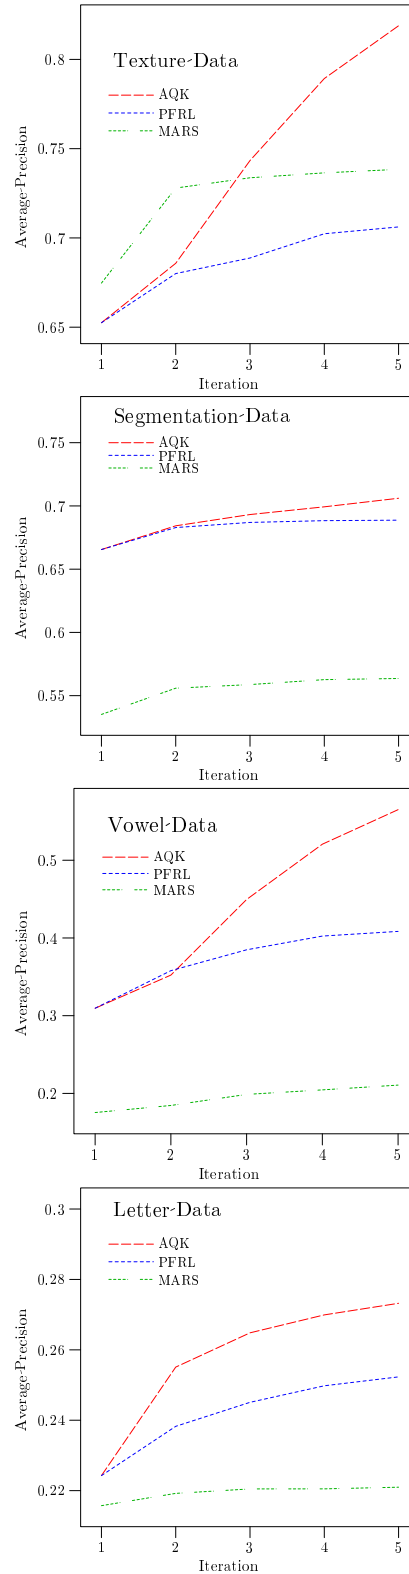 Texture-Data
AQK
PFRL
MARS
0.8
0.75
0.7
0.65
Average-Precision
1 2 3 4 5
Iteration
Segmentation-Data
AQK
PFRL
MARS
0.75
0.7
0.65
0.6
0.55
Average-Precision
1 2 3 4 5
Iteration
Vowel-Data
AQK
PFRL
MARS
0.5
0.4
0.3
0.2
Average-Precision
1 2 3 4 5
Iteration
Letter-Data
AQK
PFRL
MARS
0.3
0.28
0.26
0.24
0.22
Average-Precision
1 2 3 4 5
Iteration